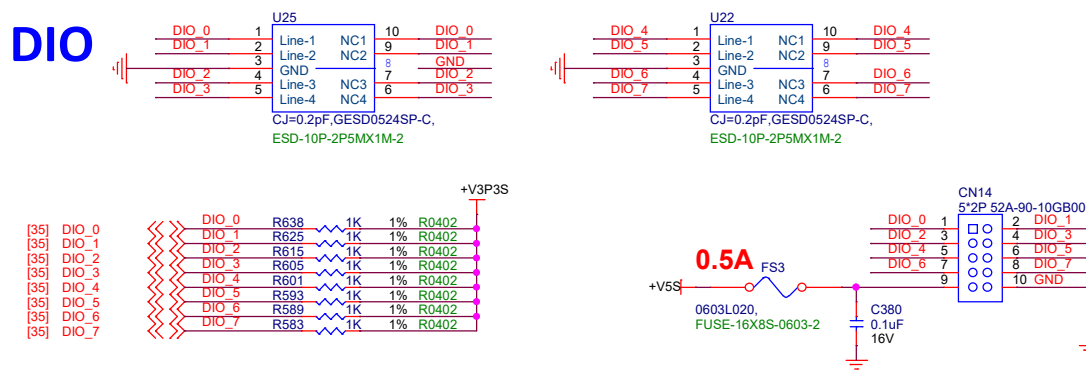 DIO
U25
DIO_0 1 Line-1 NC1 10 DIO_0
DIO_1 2 Line-2 NC2 9 DIO_1
3 GND 8 GND
DIO_2 4 Line-3 NC3 7 DIO_2
DIO_3 5 Line-4 NC4 6 DIO_3
CJ=0.2pF,GESD0524SP-C,
ESD-10P-2P5MX1M-2
U22
DIO_4 1 Line-1 NC1 10 DIO_4
DIO_5 2 Line-2 NC2 9 DIO_5
3 GND 8
DIO_6 4 Line-3 NC3 7 DIO_6
DIO_7 5 Line-4 NC4 6 DIO_7
CJ=0.2pF,GESD0524SP-C,
ESD-10P-2P5MX1M-2
+V3P3S
[35] DIO_0 DIO_0 R638 1K 1% R0402
[35] DIO_1 DIO_1 R625 1K 1% R0402
[35] DIO_2 DIO_2 R615 1K 1% R0402
[35] DIO_3 DIO_3 R605 1K 1% R0402
[35] DIO_4 DIO_4 R601 1K 1% R0402
[35] DIO_5 DIO_5 R593 1K 1% R0402
[35] DIO_6 DIO_6 R589 1K 1% R0402
[35] DIO_7 DIO_7 R583 1K 1% R0402
CN14
5*2P 52A-90-10GB00
DIO_0 1 2 DIO_1
DIO_2 3 4 DIO_3
DIO_4 5 6 DIO_5
DIO_6 7 8 DIO_7
9 10 GND
0.5A FS3
+V5S
0603L020,
FUSE-16X8S-0603-2
C380
0.1uF
16V